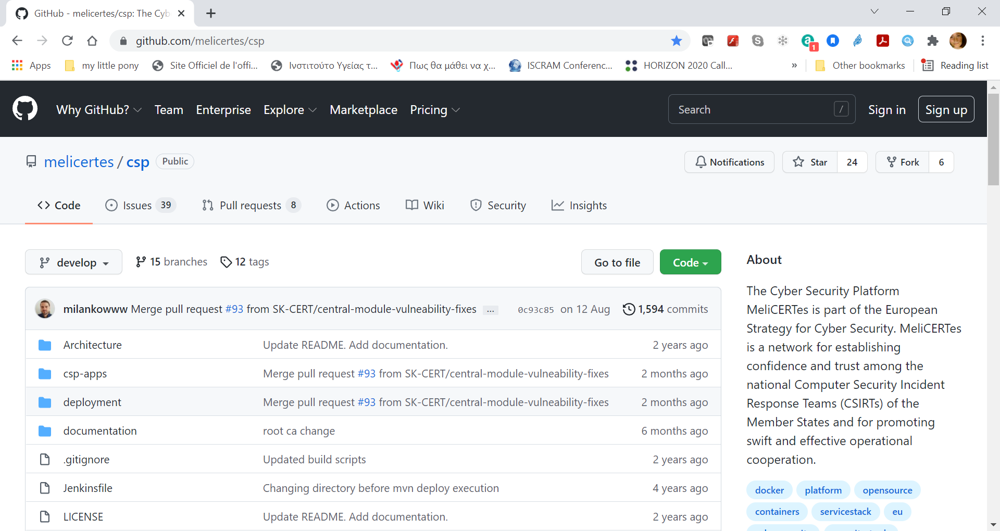 GitHub - melicertes/csp: The Cyb
github.com/melicertes/csp
1
Apps my little pony Site Officiel de l'offi... Ινστιτούτο Υγείας τ... Πως θα μάθει να χ... ISCRAM Conferenc... HORIZON 2020 Call... » Other bookmarks Reading list
Why GitHub? Team Enterprise Explore Marketplace Pricing Search / Sign in Sign up
melicertes / csp Public Notifications Star 24 Fork 6
Code Issues 39 Pull requests 8 Actions Wiki Security Insights
develop 15 branches 12 tags Go to file Code
milankowww Merge pull request #93 from SK-CERT/central-module-vulneability-fixes ... 0c93c85 on 12 Aug 1,594 commits
Architecture Update README. Add documentation. 2 years ago
csp-apps Merge pull request #93 from SK-CERT/central-module-vulneability-fixes 2 months ago
deployment Merge pull request #93 from SK-CERT/central-module-vulneability-fixes 2 months ago
documentation root ca change 6 months ago
.gitignore Updated build scripts 2 years ago
Jenkinsfile Changing directory before mvn deploy execution 4 years ago
LICENSE Update README. Add documentation. 2 years ago
About
The Cyber Security Platform
MeliCERTes is part of the European
Strategy for Cyber Security. MeliCERTes
is a network for establishing
confidence and trust among the
national Computer Security Incident
Response Teams (CSIRTs) of the
Member States and for promoting
swift and effective operational
cooperation.
docker platform opensource
containers servicestack eu